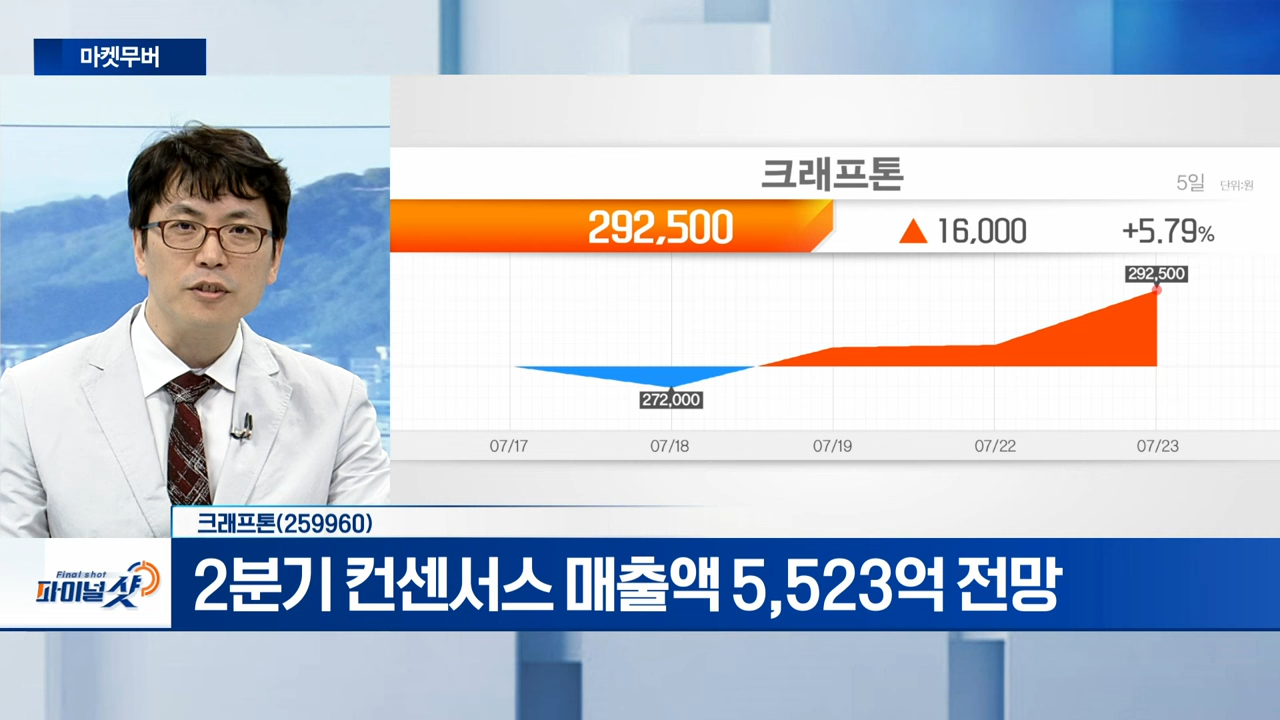 마켓무버
크래프톤
5일 단위:원
292,500 ▲ 16,000 +5.79%
292,500
272,000
07/17 07/18 07/19 07/22 07/23
크래프톤(259960)
Final shot
파이널샷
2분기 컨센서스 매출액 5,523억 전망